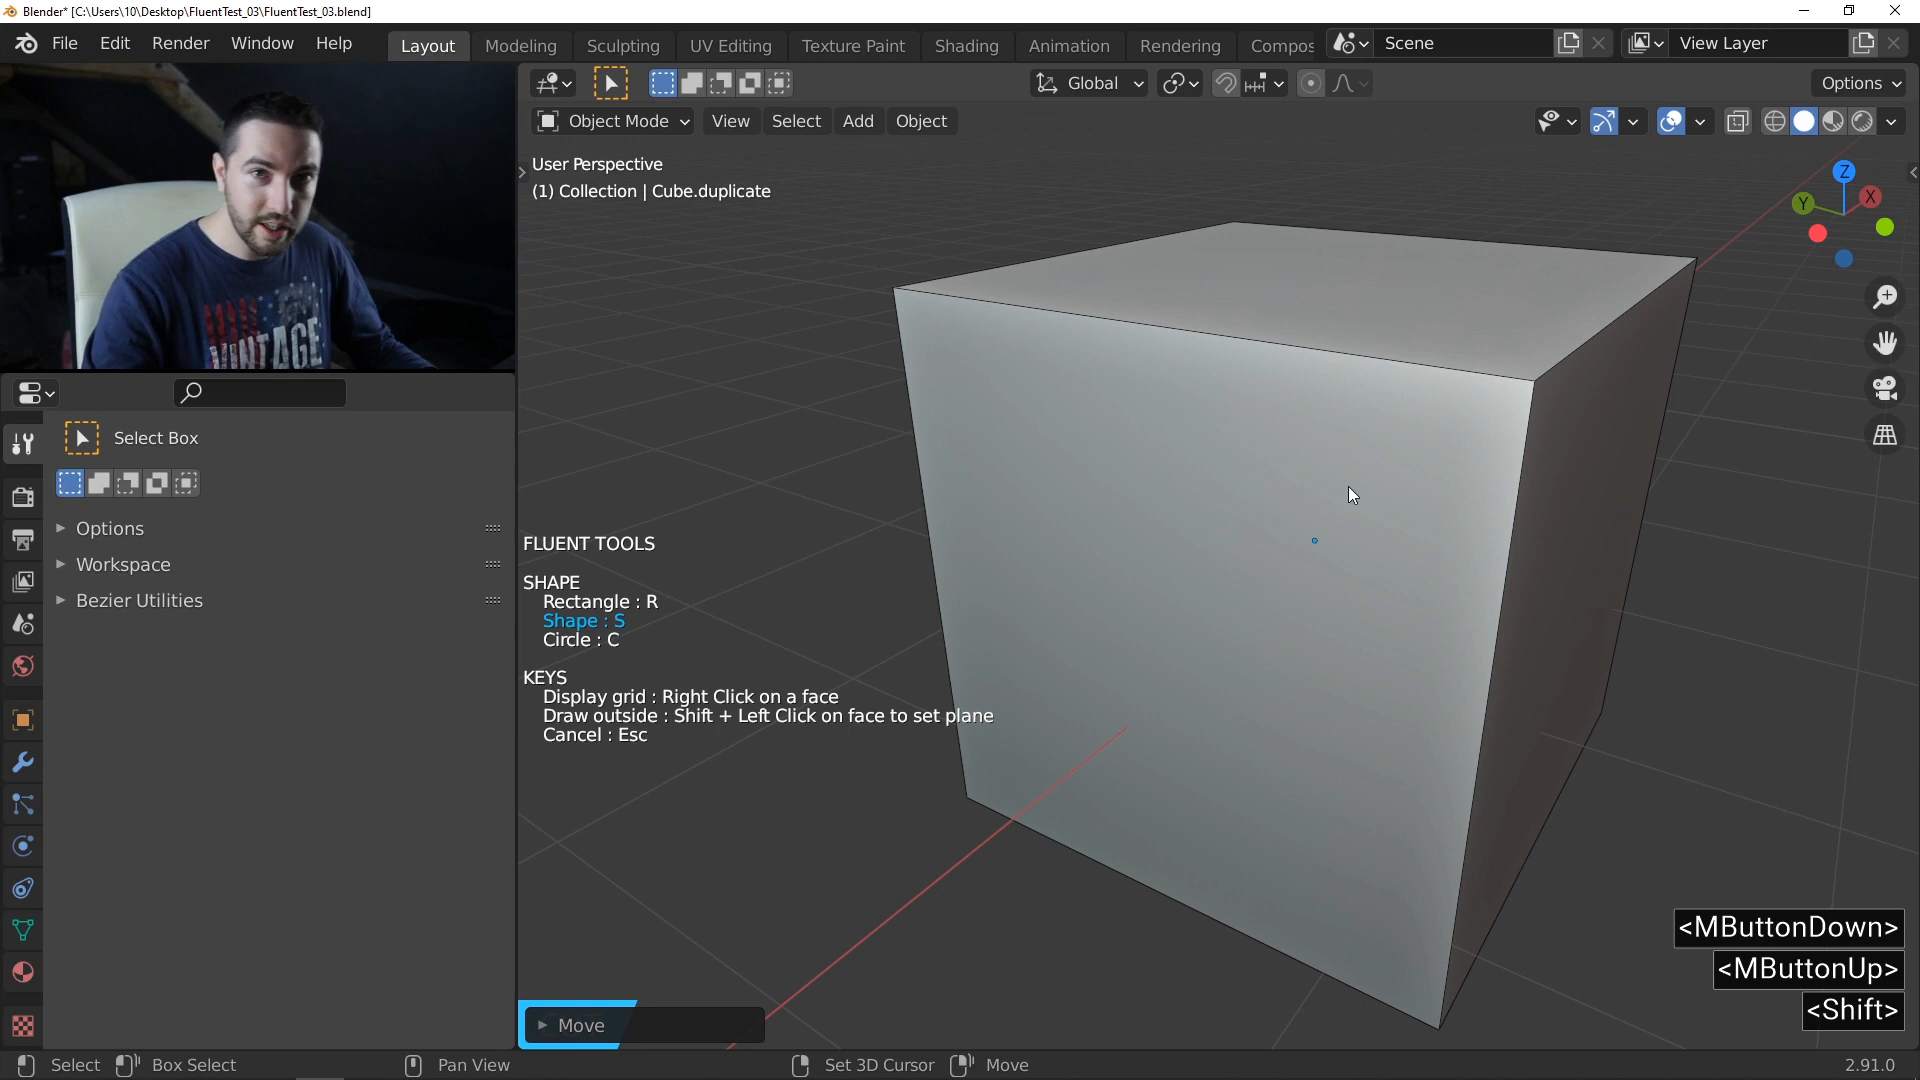 Blender* [C:\Users\10\Desktop\FluentTest_03\FluentTest_03.blend]
File Edit Render Window Help
Layout Modeling Sculpting UV Editing Texture Paint Shading Animation Rendering Compos
Scene
View Layer
Global
Options
Object Mode View Select Add Object
User Perspective
(1) Collection | Cube.duplicate
Z
Y
X
VINTAGE
Select Box
Options
Workspace
Bezier Utilities
FLUENT TOOLS
SHAPE
Rectangle : R
Shape : S
Circle : C
KEYS
Display grid : Right Click on a face
Draw outside : Shift + Left Click on face to set plane
Cancel : Esc
<MButtonDown>
<MButtonUp>
<Shift>
Move
Select Box Select Pan View Set 3D Cursor Move 2.91.0